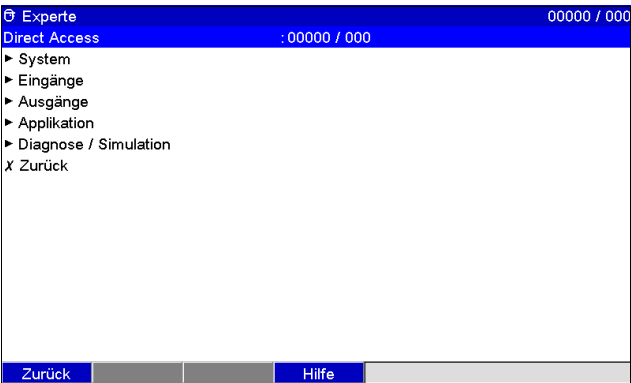 Experte 00000 / 000
Direct Access :00000 / 000
► System
► Eingänge
► Ausgänge
► Applikation
► Diagnose / Simulation
✗ Zurück
Zurück Hilfe